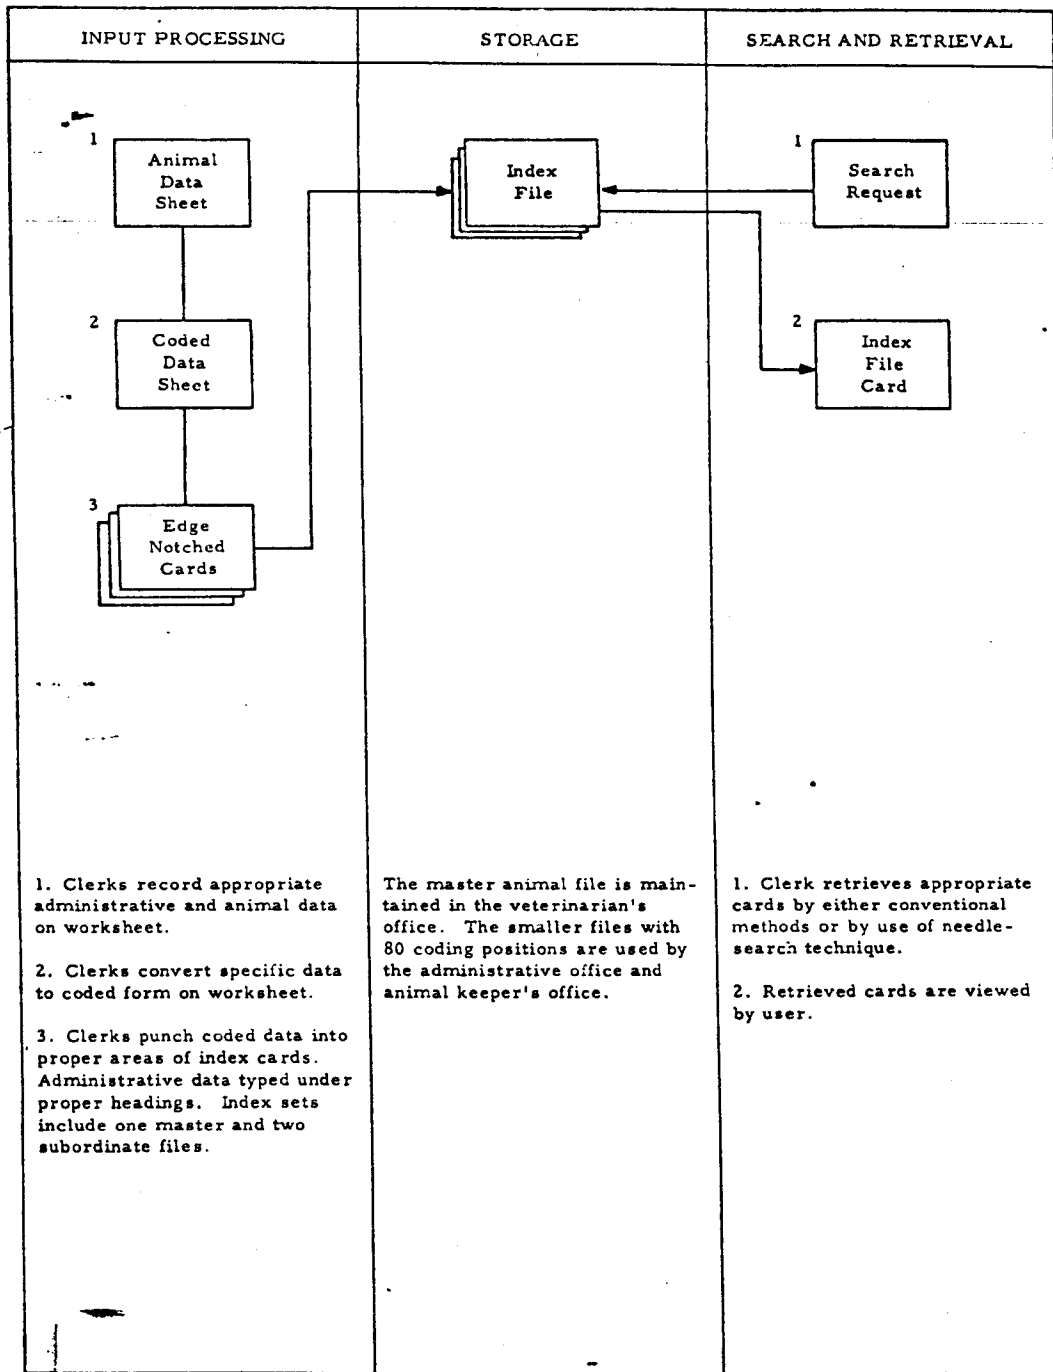 INPUT PROCESSING
STORAGE
SEARCH AND RETRIEVAL
1
Animal
Data
Sheet
2
Coded
Data
Sheet
3
Edge
Notched
Cards
Index
File
1
Search
Request
2
Index
File
Card
1. Clerks record appropriate
administrative and animal data
on worksheet.
2. Clerks convert specific data
to coded form on worksheet.
3. Clerks punch coded data into
proper areas of index cards.
Administrative data typed under
proper headings. Index sets
include one master and two
subordinate files.
The master animal file is main-
tained in the veterinarian's
office. The smaller files with
80 coding positions are used by
the administrative office and
animal keeper's office.
1. Clerk retrieves appropriate
cards by either conventional
methods or by use of needle-
search technique.
2. Retrieved cards are viewed
by user.